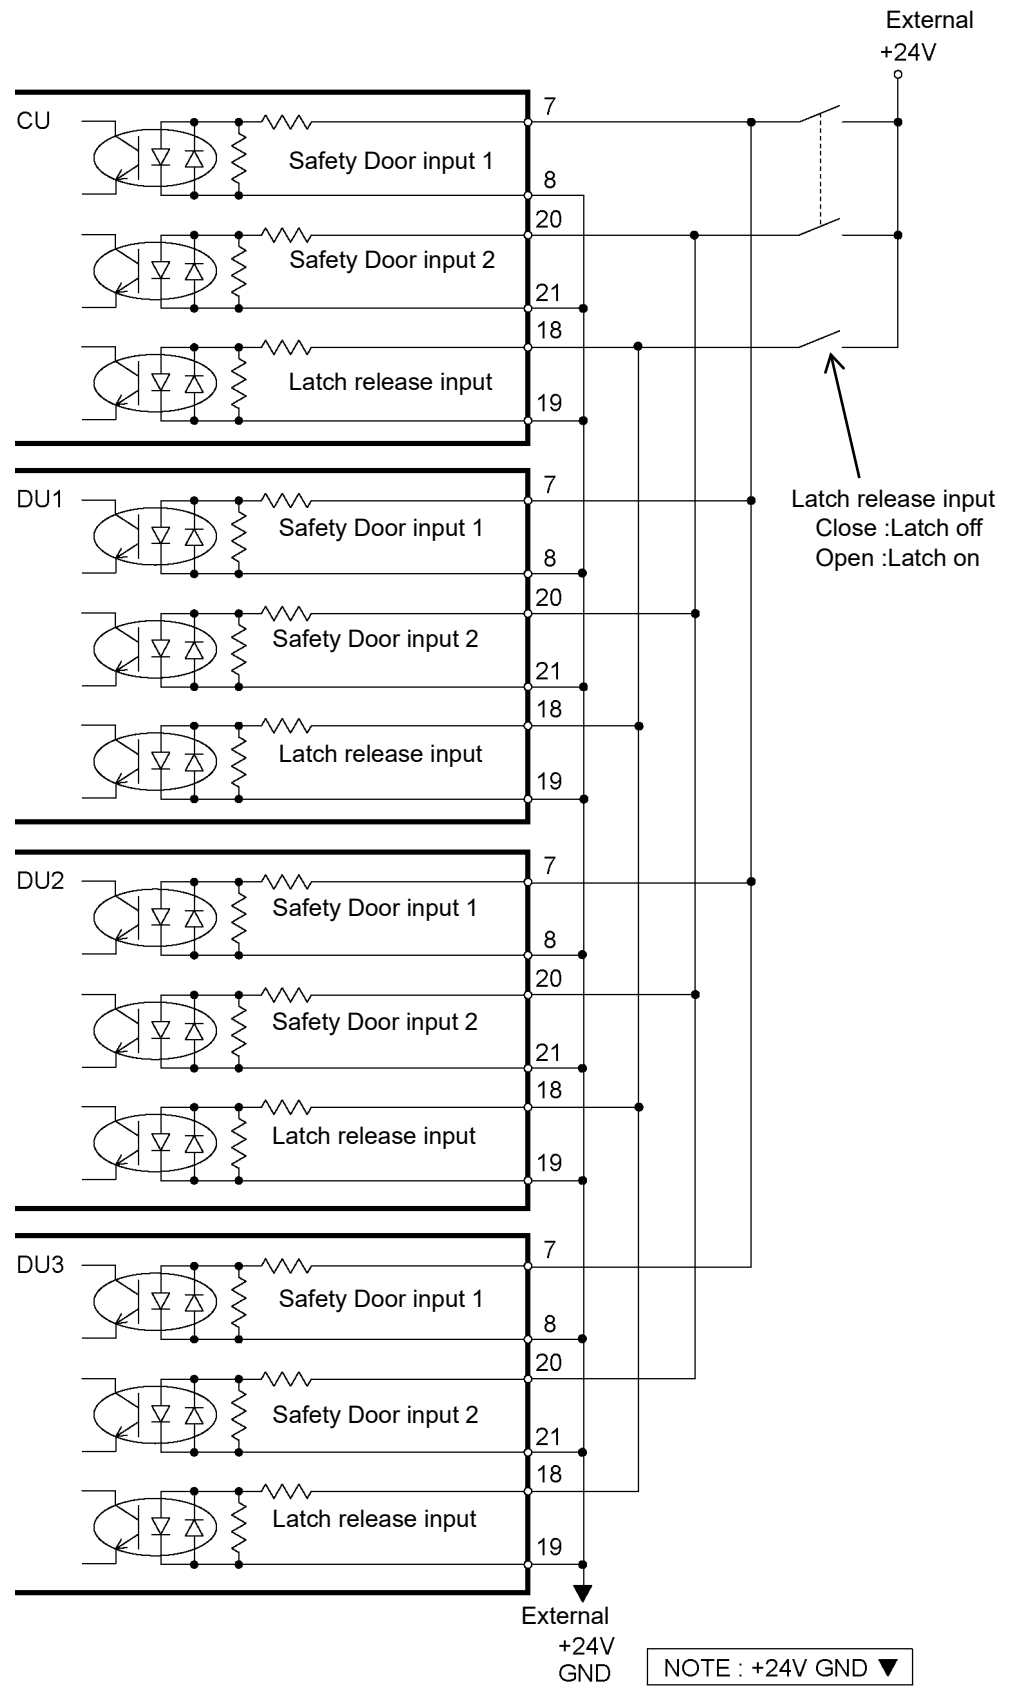 External
+24V
CU
7
Safety Door input 1
8
20
Safety Door input 2
21
18
Latch release input
19
DU1
7
Safety Door input 1
8
20
Safety Door input 2
21
18
Latch release input
19
Latch release input
Close :Latch off
Open :Latch on
DU2
7
Safety Door input 1
8
20
Safety Door input 2
21
18
Latch release input
19
DU3
7
Safety Door input 1
8
20
Safety Door input 2
21
18
Latch release input
19
External
+24V
GND
NOTE : +24V GND ▼